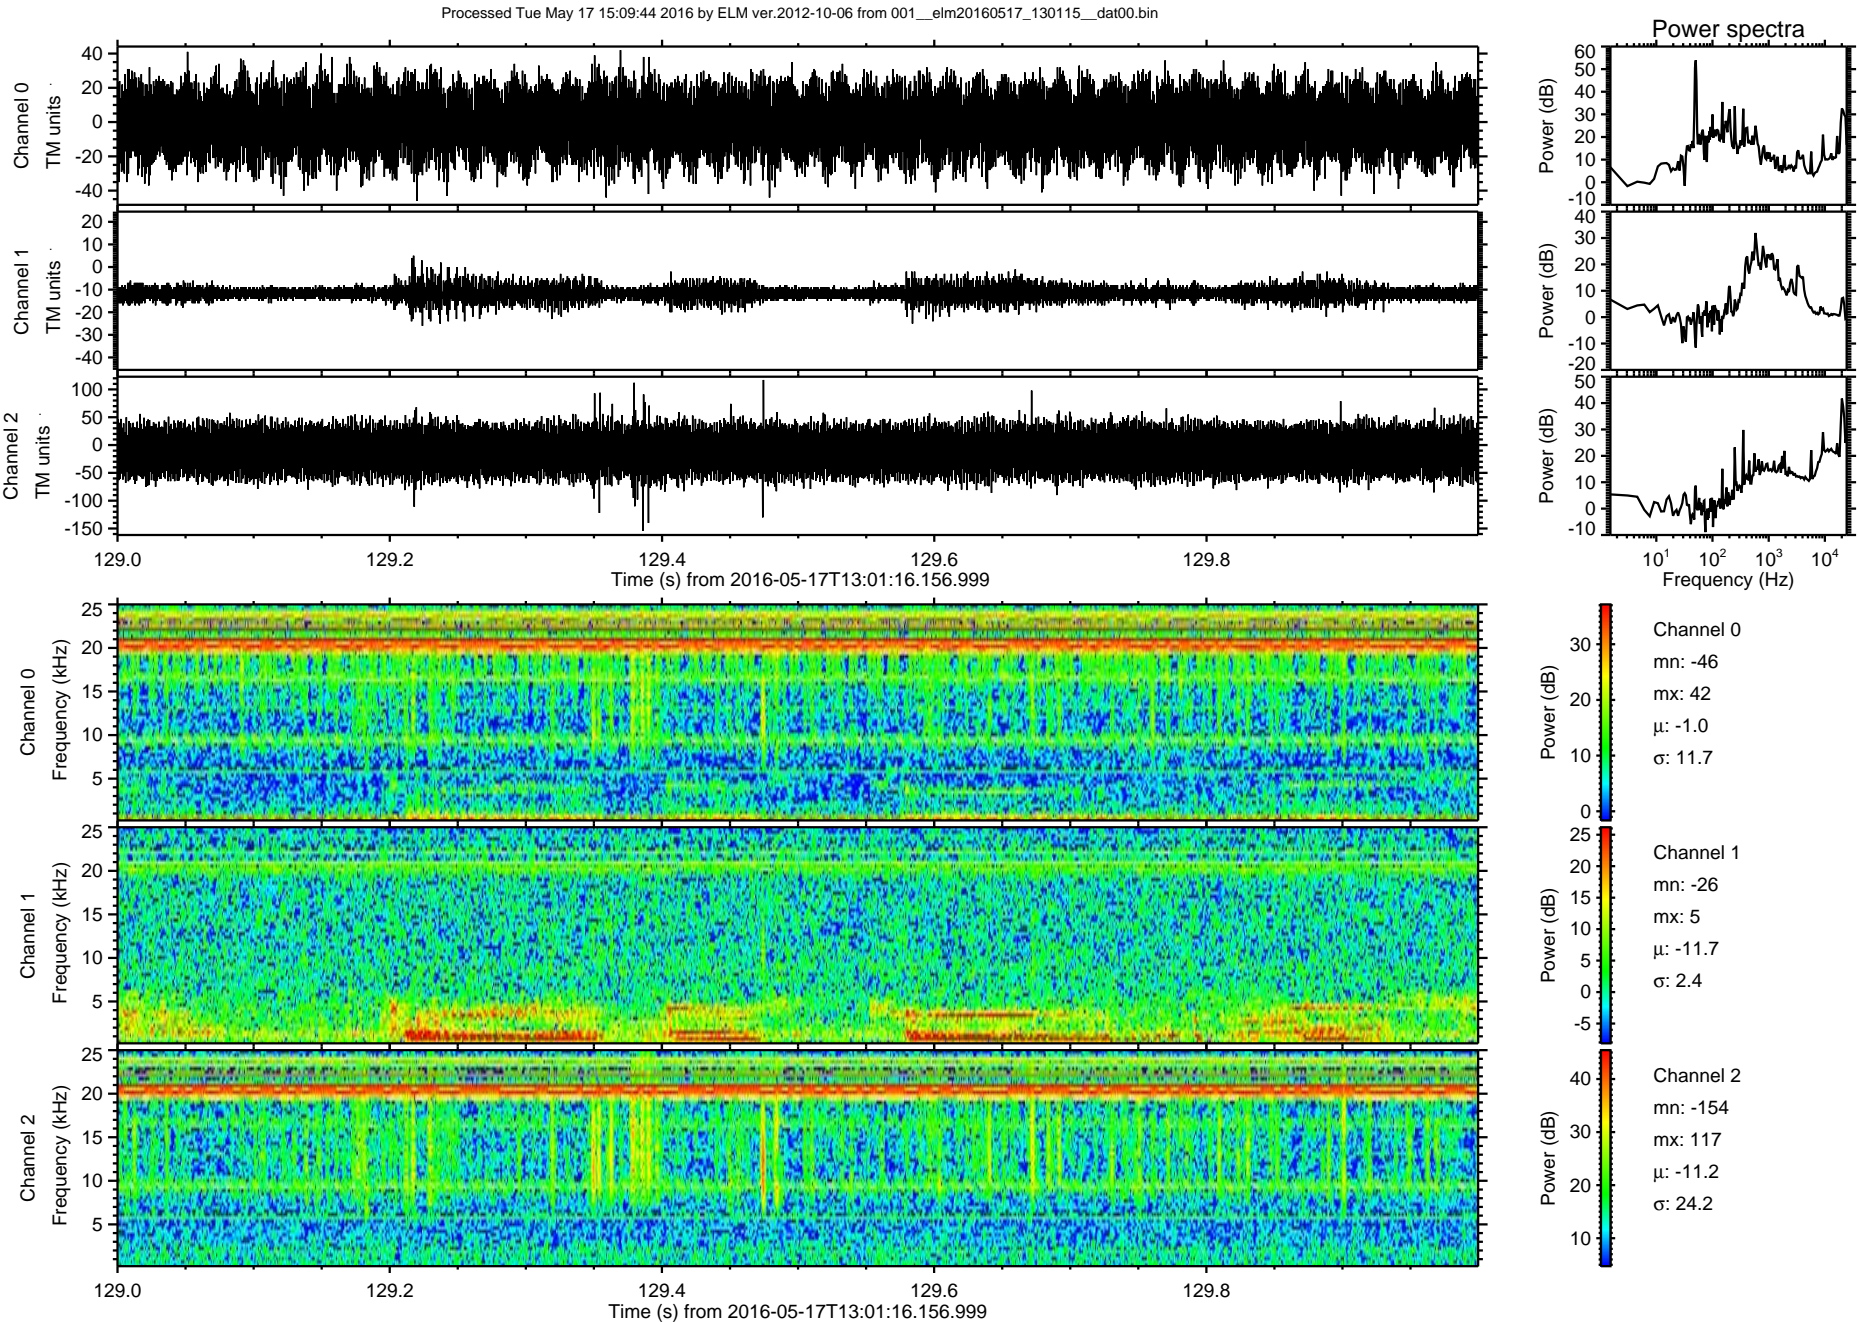 Processed Tue May 17 15:09:44 2016 by ELM ver.2012-10-06 from 001__elm20160517_130115__dat00.bin
Power spectra
Channel 0
TM units
40
20
0
-20
-40
Power (dB)
60
50
40
30
20
10
0
-10
Channel 1
TM units
20
10
0
-10
-20
-30
-40
Power (dB)
40
30
20
10
0
-10
-20
Channel 2
TM units
100
50
0
-50
-100
-150
Power (dB)
50
40
30
20
10
0
-10
129.0 129.2 129.4 129.6 129.8
Time (s) from 2016-05-17T13:01:16.156.999
10¹ 10² 10³ 10⁴
Frequency (Hz)
Channel 0
Frequency (kHz)
25
20
15
10
5
Power (dB)
30
20
10
0
Channel 0
mn: -46
mx: 42
μ: -1.0
σ: 11.7
Channel 1
Frequency (kHz)
25
20
15
10
5
Power (dB)
25
20
15
10
5
0
-5
Channel 1
mn: -26
mx: 5
μ: -11.7
σ: 2.4
Channel 2
Frequency (kHz)
25
20
15
10
5
Power (dB)
40
30
20
10
Channel 2
mn: -154
mx: 117
μ: -11.2
σ: 24.2
129.0 129.2 129.4 129.6 129.8
Time (s) from 2016-05-17T13:01:16.156.999